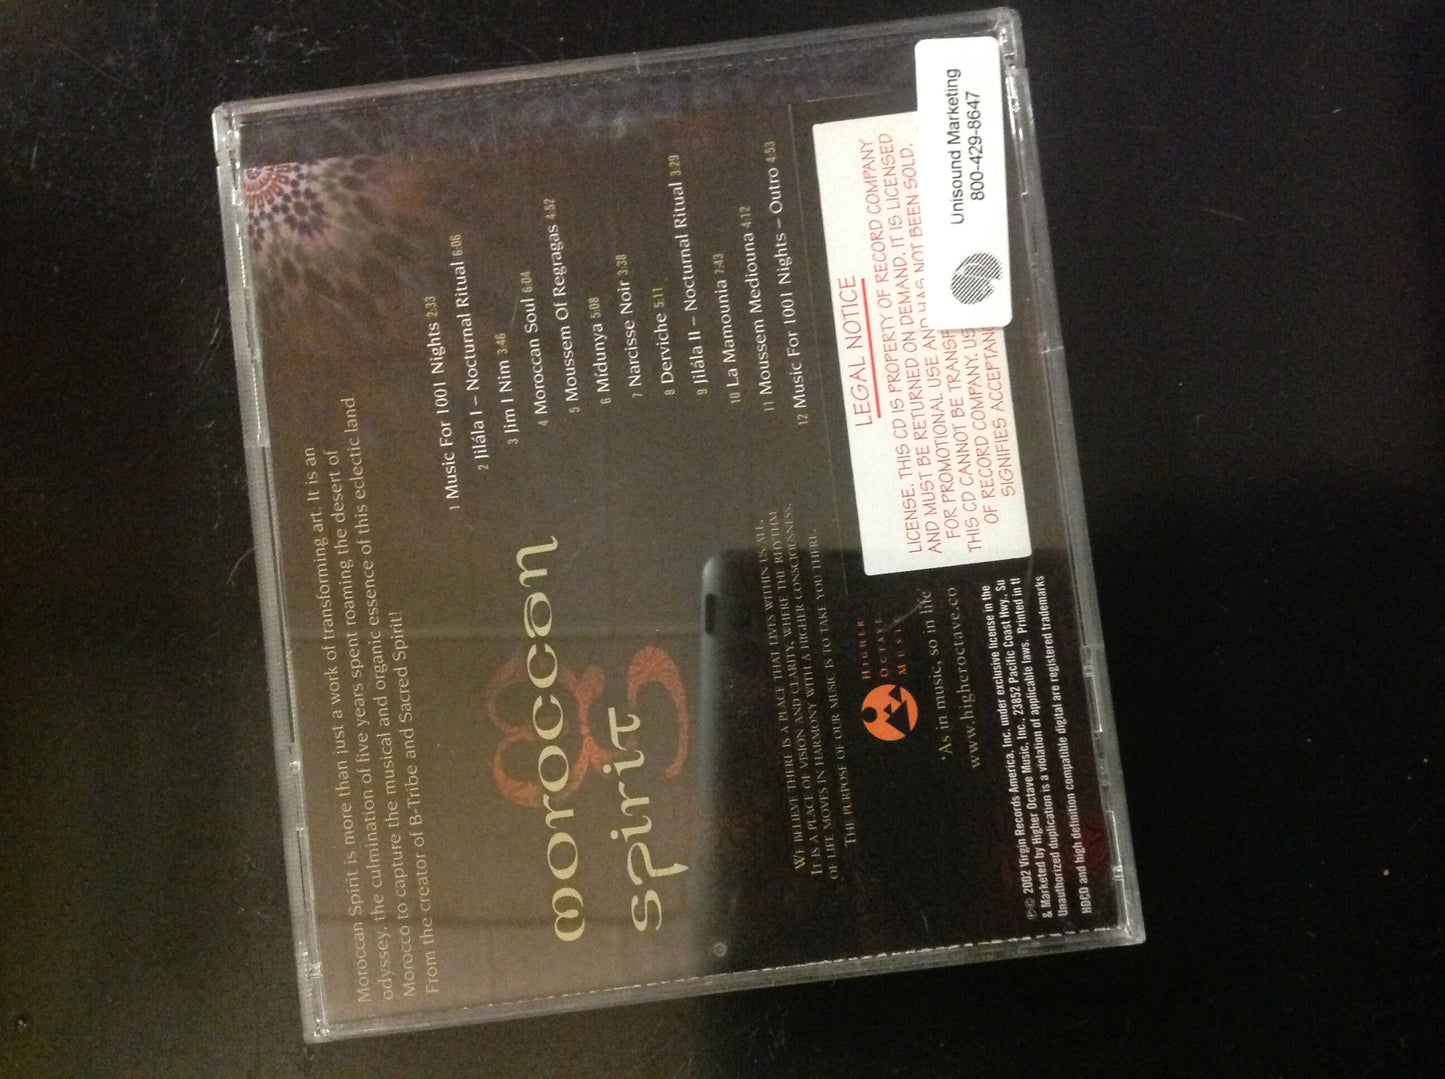 Moroccan Spirit is more than just a work of transforming art. It is an
odyssey, the culmination of five years spent roaming the desert of
Morocco to capture the musical and organic essence of this eclectic land
From the creator of B-Tribe and Sacred Spirit!
moroccan
spirit
1 Music For 1001 Nights 2:33
2 Jilála I – Nocturnal Ritual 6:06
3 Jim I Nim 3:46
4 Moroccan Soul 6:04
5 Moussem Of Regragas 4:52
6 Midunya 5:08
7 Narcisse Noir 3:38
8 Derviche 5:11
9 Jilála II – Nocturnal Ritual 3:29
10 La Mamounia 7:43
11 Moussem Mediouna 4:12
12 Music For 1001 Nights – Outro 4:53
We believe there is a place that lives within us all.
It is a place of vision and clarity, where the rhythm
of life moves in harmony with a higher consciousness.
The purpose of our music is to take you there.
HIGHER
OCTAVE
MUSIC
'As in music, so in life'
www.higheroctave.co
℗© 2002 Virgin Records America, Inc. under exclusive license in the
& Marketed by Higher Octave Music, Inc., 23852 Pacific Coast Hwy., Su
Unauthorized duplication is a violation of applicable laws. Printed in t
HDCD and high definition compatible digital are registered trademarks
LEGAL NOTICE
LICENSE. THIS CD IS PROPERTY OF RECORD COMPANY
AND MUST BE RETURNED ON DEMAND. IT IS LICENSED
FOR PROMOTIONAL USE AND HAS NOT BEEN SOLD.
THIS CD CANNOT BE TRANSF
OF RECORD COMPANY. US
SIGNIFIES ACCEPTANC
Unisound Marketing
800-429-8647